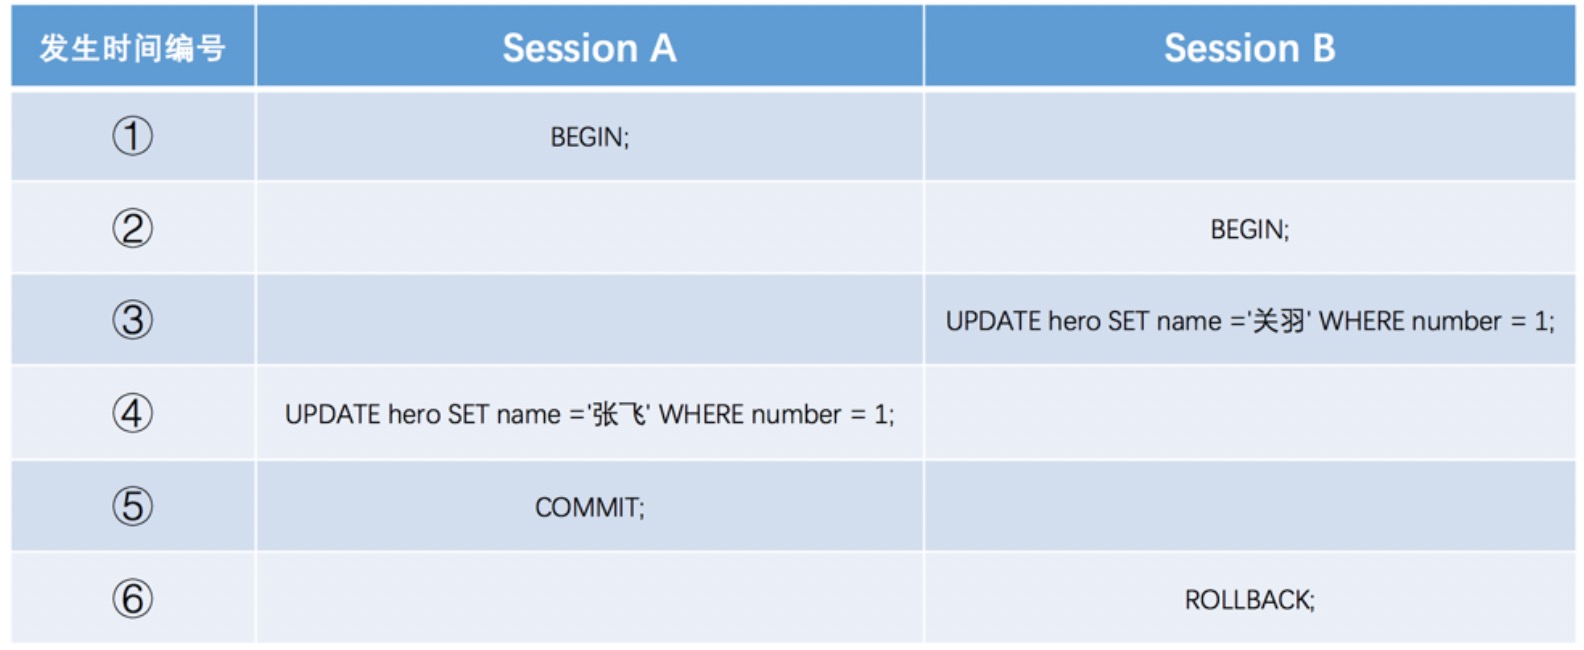 发生时间编号 Session A Session B
① BEGIN;
② BEGIN;
③ UPDATE hero SET name ='关羽' WHERE number = 1;
④ UPDATE hero SET name ='张飞' WHERE number = 1;
⑤ COMMIT;
⑥ ROLLBACK;